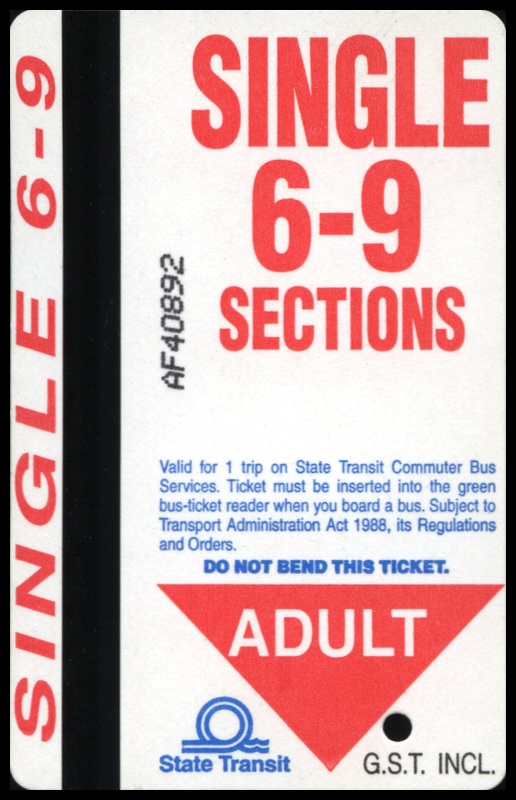 SINGLE 6-9
SINGLE
6-9
SECTIONS
AF40892
Valid for 1 trip on State Transit Commuter Bus
Services. Ticket must be inserted into the green
bus-ticket reader when you board a bus. Subject to
Transport Administration Act 1988, its Regulations
and Orders.
DO NOT BEND THIS TICKET.
ADULT
State Transit
G.S.T. INCL.